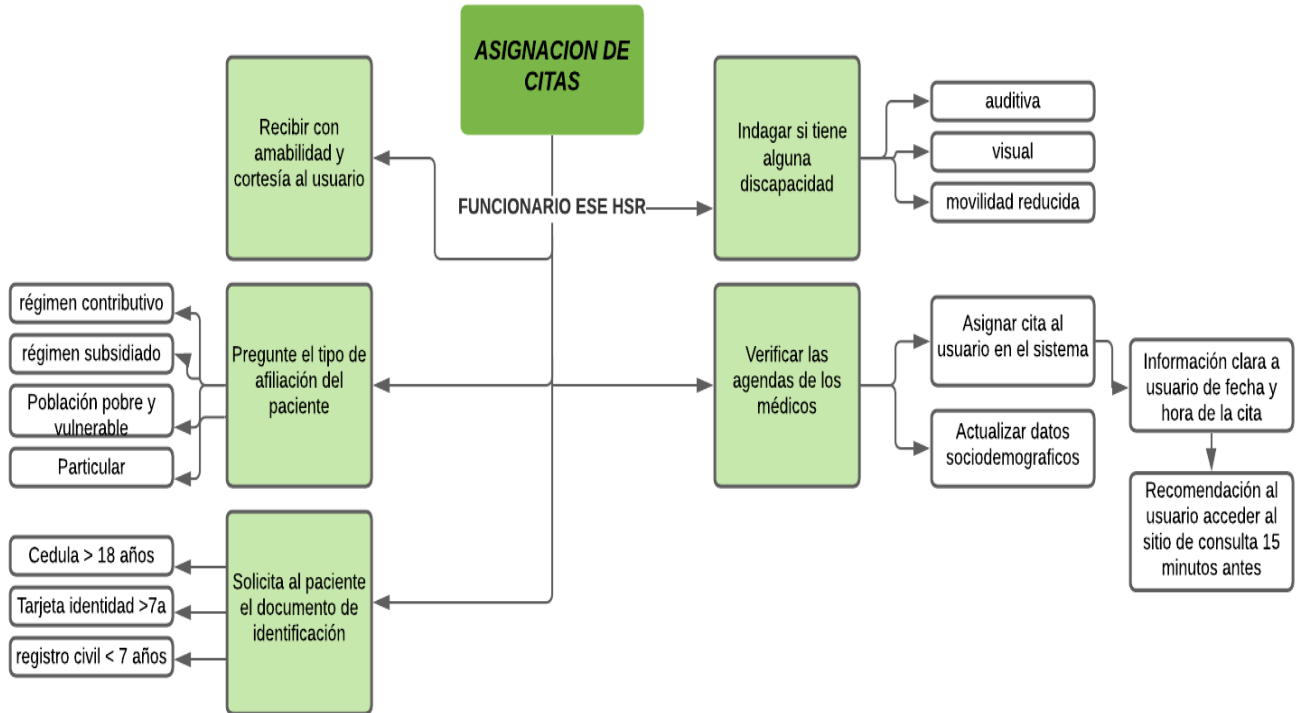 ASIGNACION DE
CITAS
Recibir con
amabilidad y
cortesía al usuario
FUNCIONARIO ESE HSR
Indagar si tiene
alguna
discapacidad
auditiva
visual
movilidad reducida
régimen contributivo
régimen subsidiado
Población pobre y
vulnerable
Particular
Pregunte el tipo de
afiliación del
paciente
Verificar las
agendas de los
médicos
Asignar cita al
usuario en el sistema
Actualizar datos
sociodemograficos
Información clara a
usuario de fecha y
hora de la cita
Recomendación al
usuario acceder al
sitio de consulta 15
minutos antes
Cedula > 18 años
Tarjeta identidad >7a
registro civil < 7 años
Solicita al paciente
el documento de
identificación